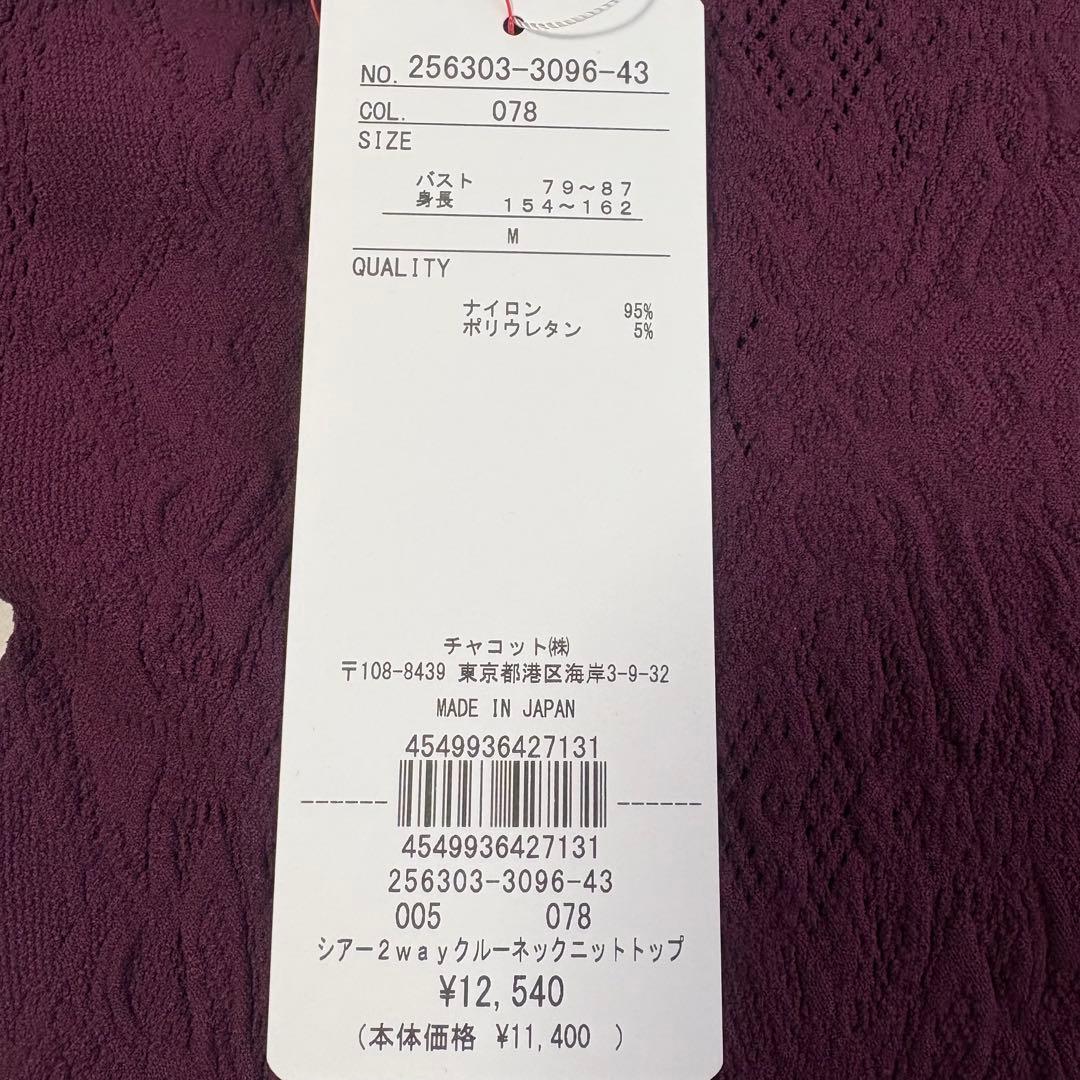 NO. 256303-3096-43
COL. 078
SIZE
バスト 79〜87
身長 154〜162
M
QUALITY
ナイロン 95%
ポリウレタン 5%
チャコット㈱
〒108-8439 東京都港区海岸3-9-32
MADE IN JAPAN
4549936427131
4549936427131
256303-3096-43
005 078
シアー2wayクルーネックニットトップ
¥12,540
(本体価格 ¥11,400 )